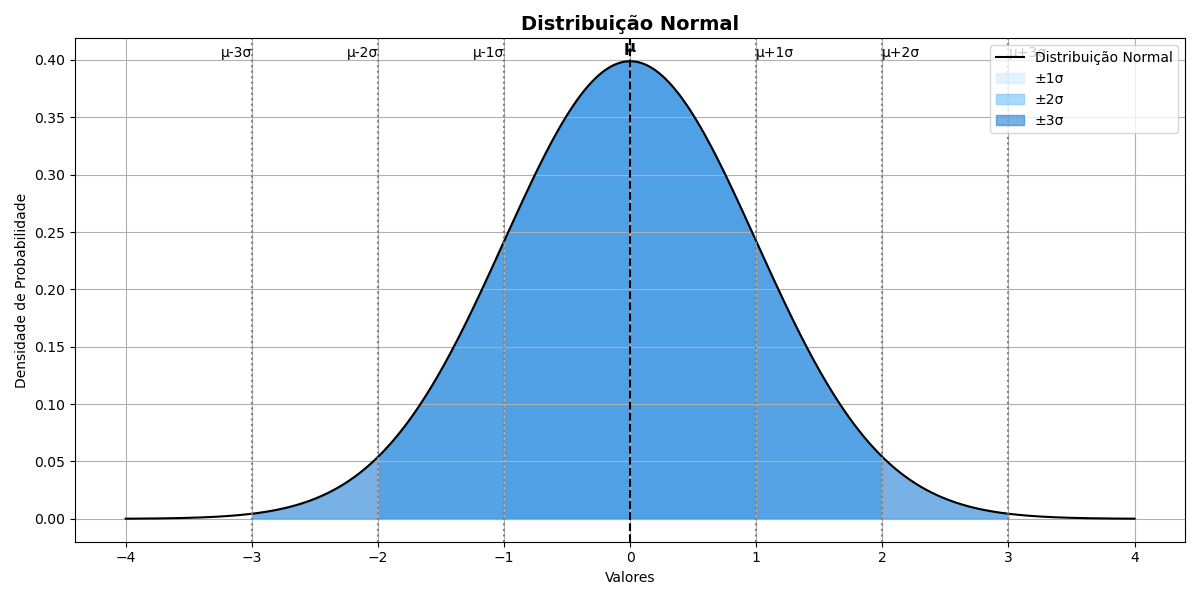 Distribuição Normal
μ-3σ
μ-2σ
μ-1σ
μ
μ+1σ
μ+2σ
μ+3σ
Distribuição Normal
±1σ
±2σ
±3σ
Densidade de Probabilidade
0.40
0.35
0.30
0.25
0.20
0.15
0.10
0.05
0.00
−4
−3
−2
−1
0
1
2
3
4
Valores